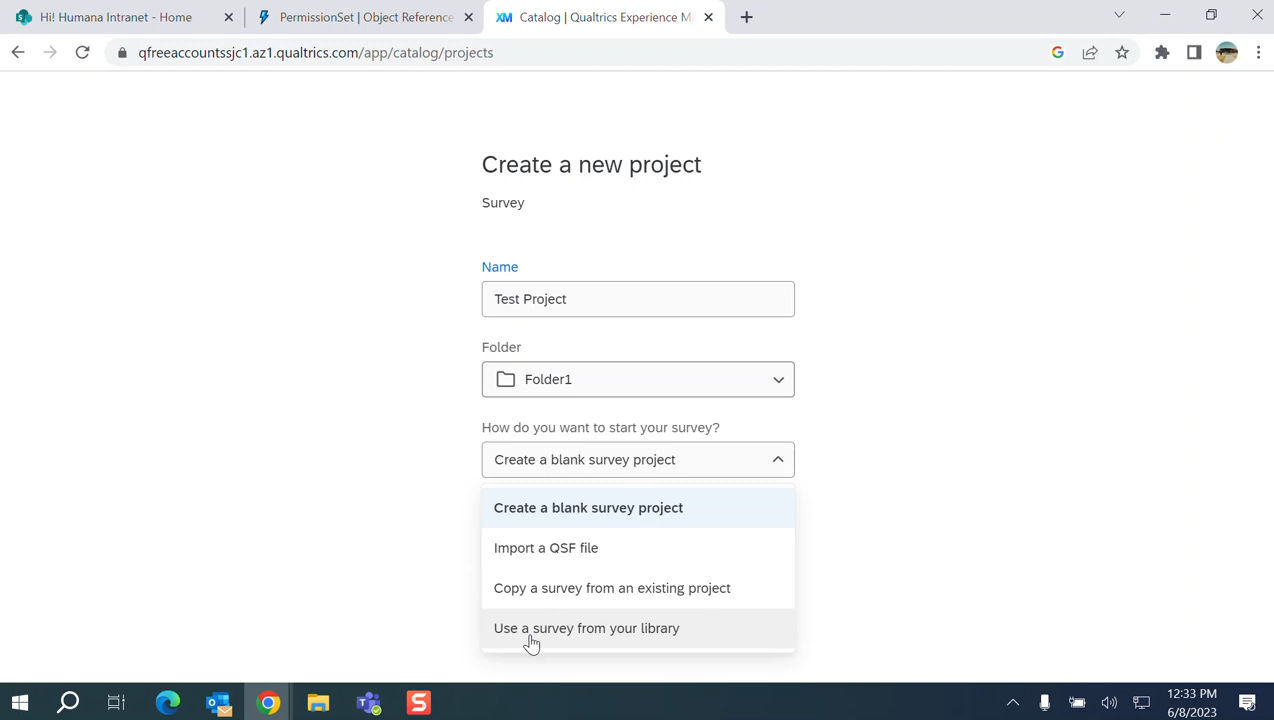 Hi! Humana Intranet - Home
PermissionSet | Object Reference
XM Catalog | Qualtrics Experience Ma
qfreeaccountssjc1.az1.qualtrics.com/app/catalog/projects
Create a new project
Survey
Name
Test Project
Folder
Folder1
How do you want to start your survey?
Create a blank survey project
Create a blank survey project
Import a QSF file
Copy a survey from an existing project
Use a survey from your library
12:33 PM
6/8/2023